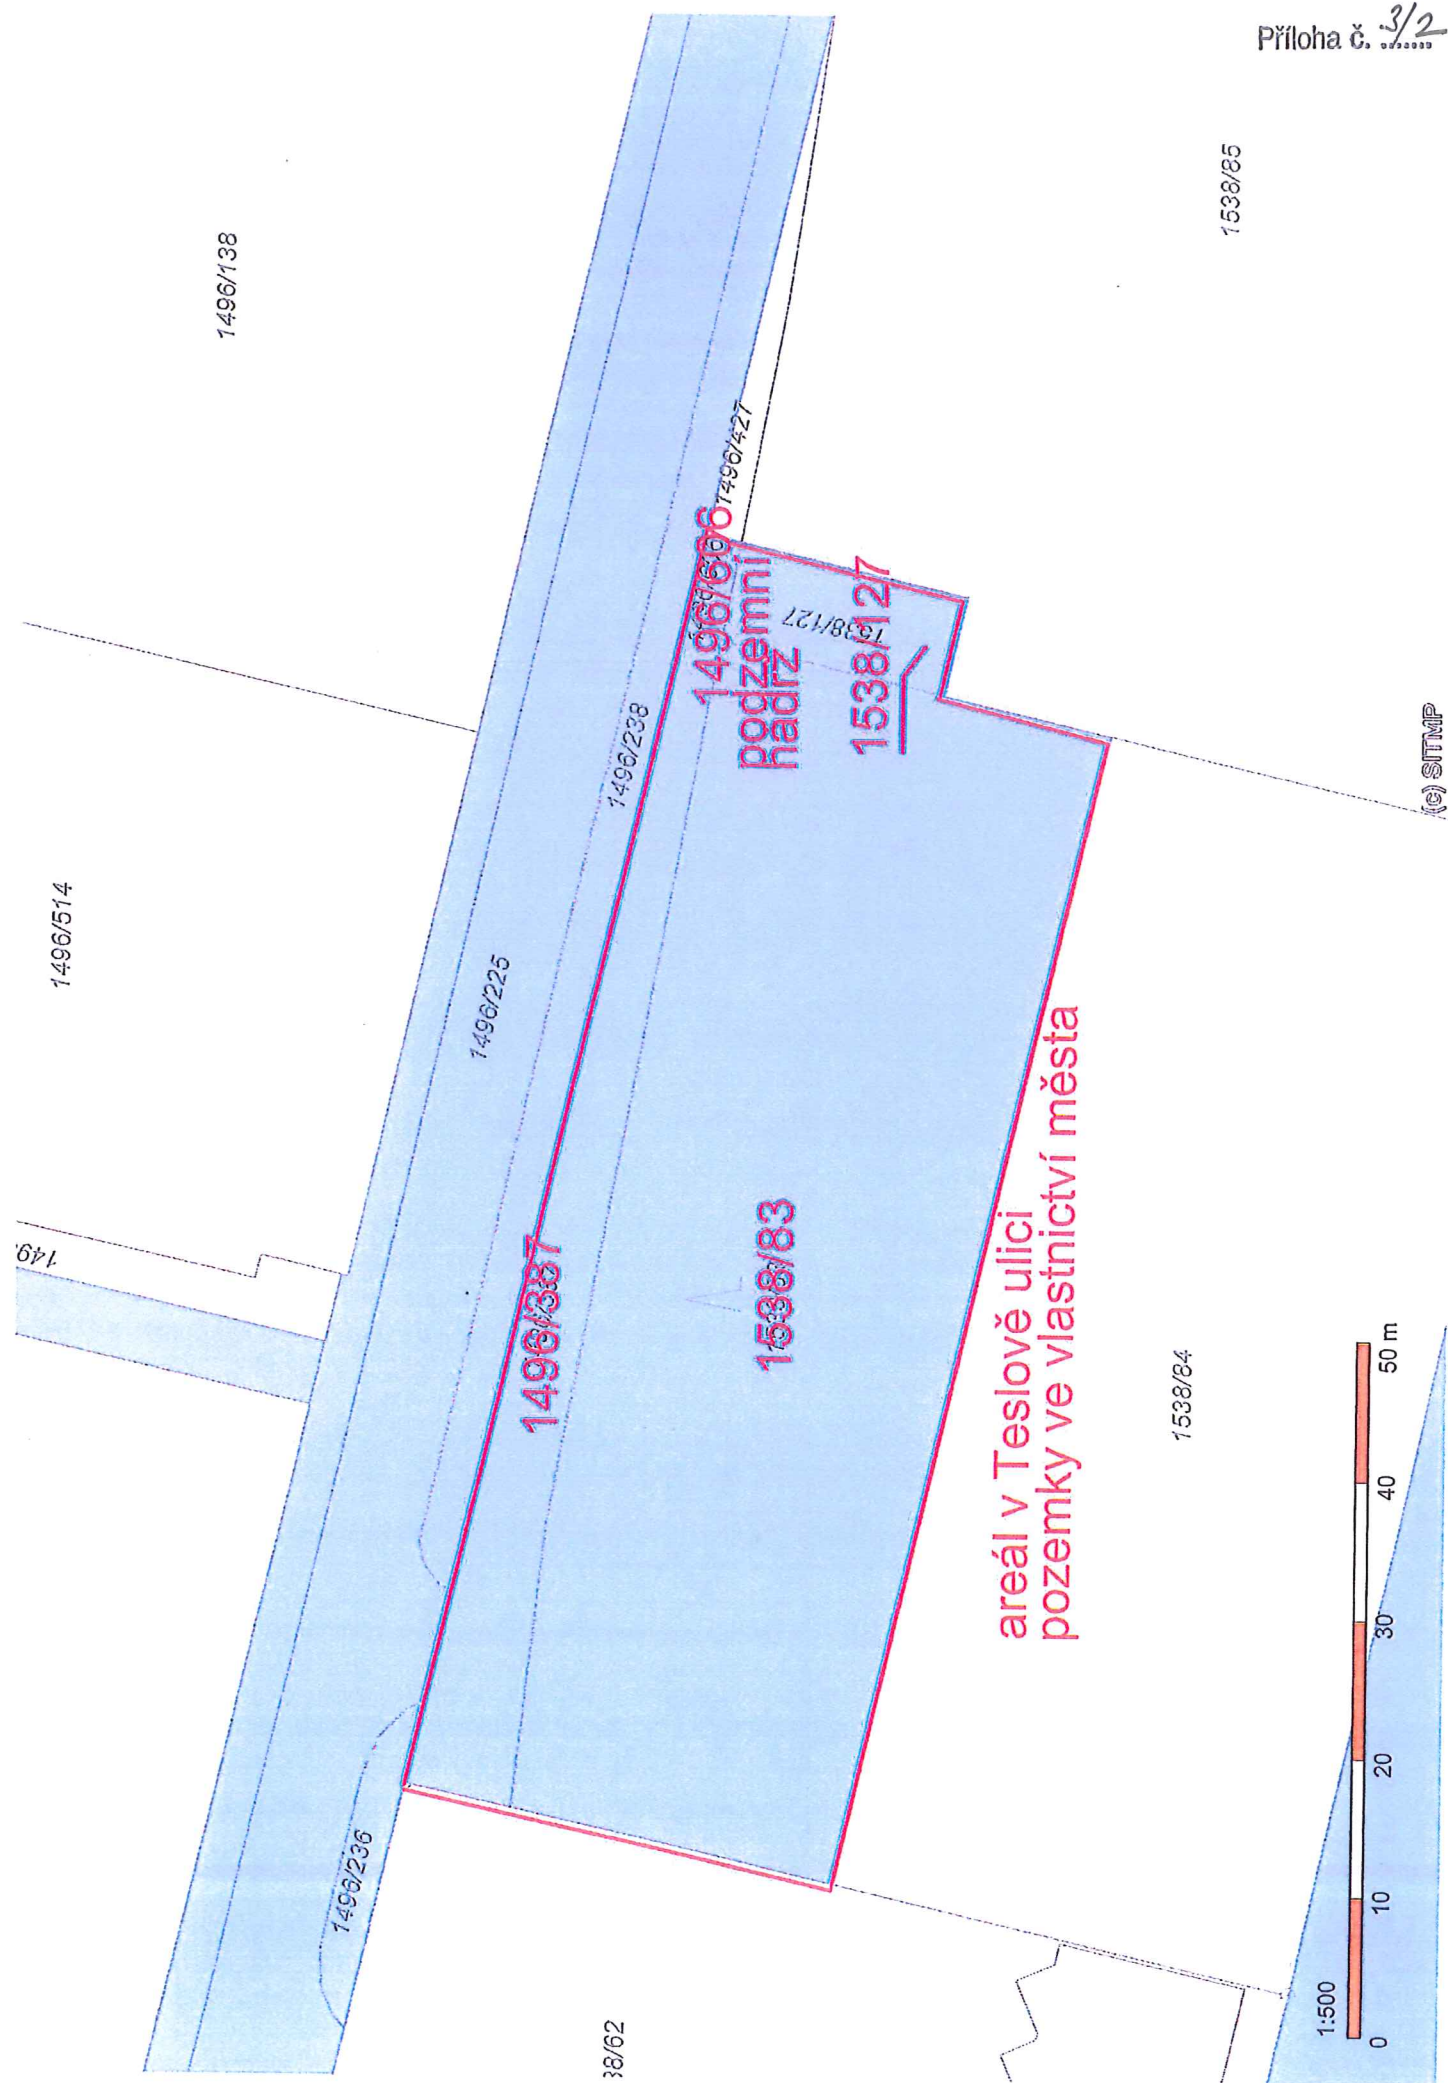 Příloha č. 3/2
1496/138
1538/85
1496/514
1496/427
1496/606
podzemní
nádrž
1538/127
1538/127
1496/238
1496/225
(c) SITMP
149
1496/387
1538/83
areál v Teslově ulici
pozemky ve vlastnictví města
1538/84
1496/236
38/62
1:500
0 10 20 30 40 50 m